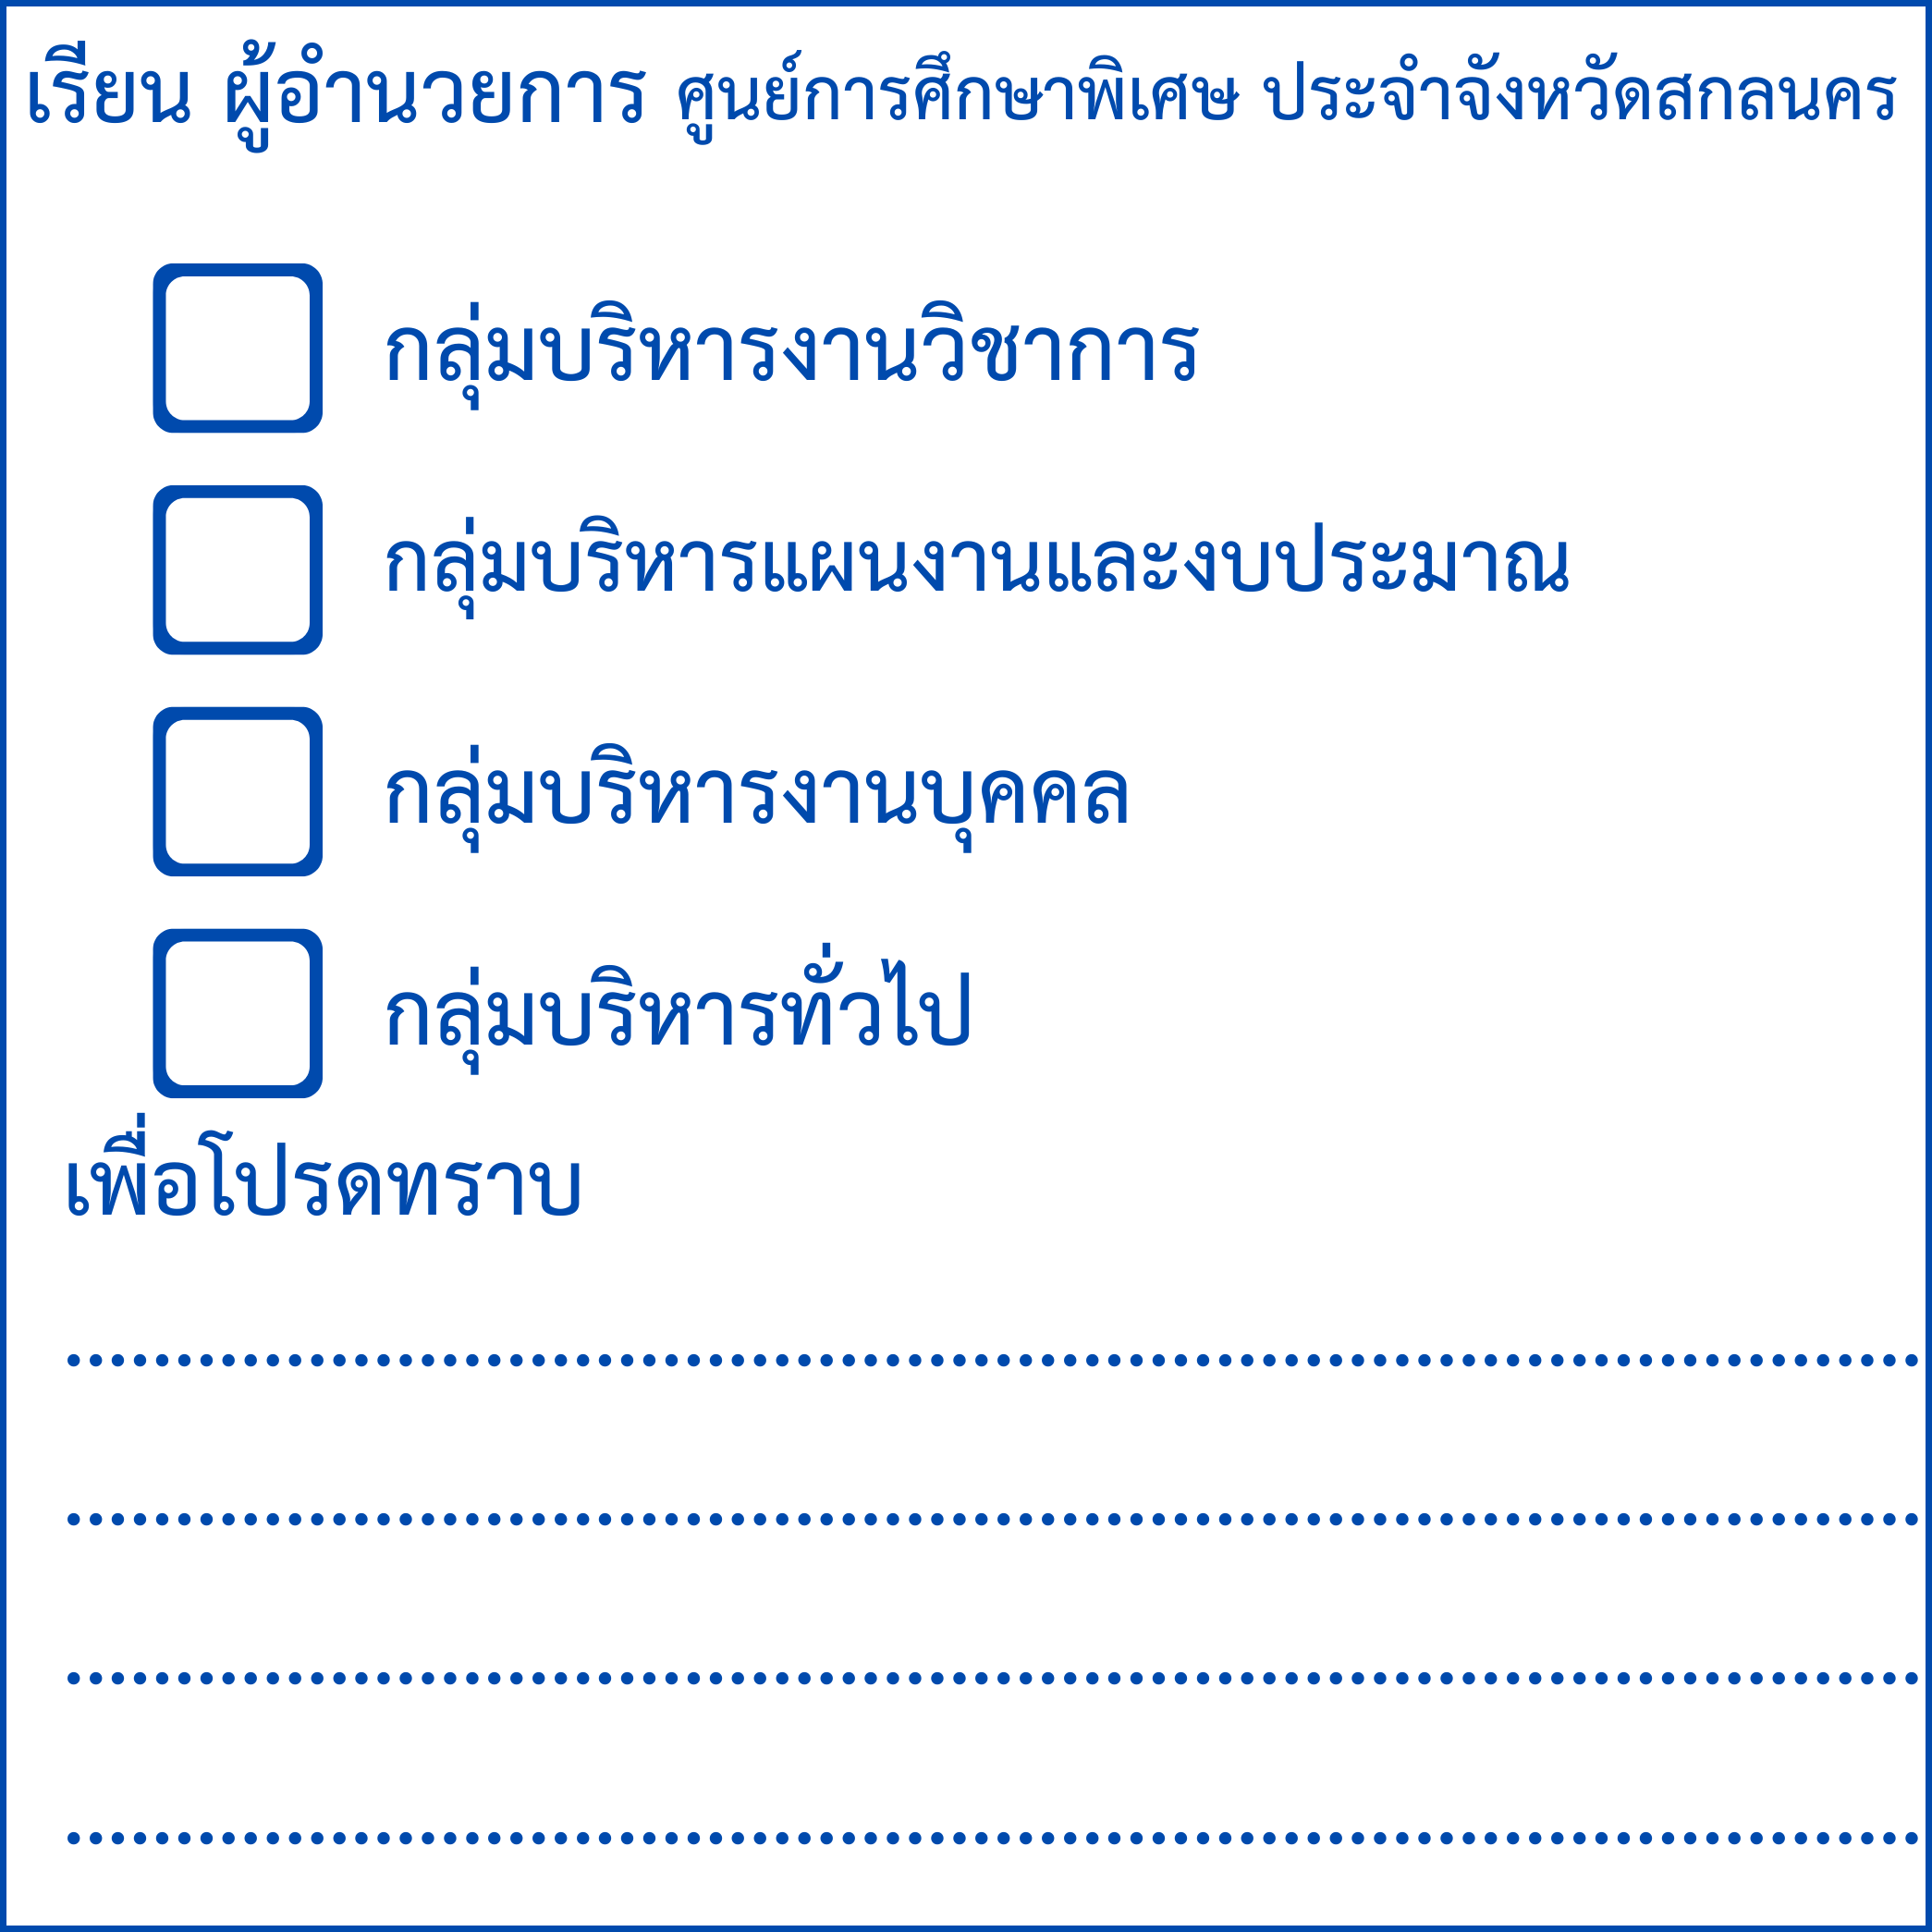 เรียน ผู้อำนวยการ ศูนย์การศึกษาพิเศษ ประจำจังหวัดสกลนคร
กลุ่มบริหารงานวิชาการ
กลุ่มบริหารแผนงานและงบประมาณ
กลุ่มบริหารงานบุคคล
กลุ่มบริหารทั่วไป
เพื่อโปรดทราบ